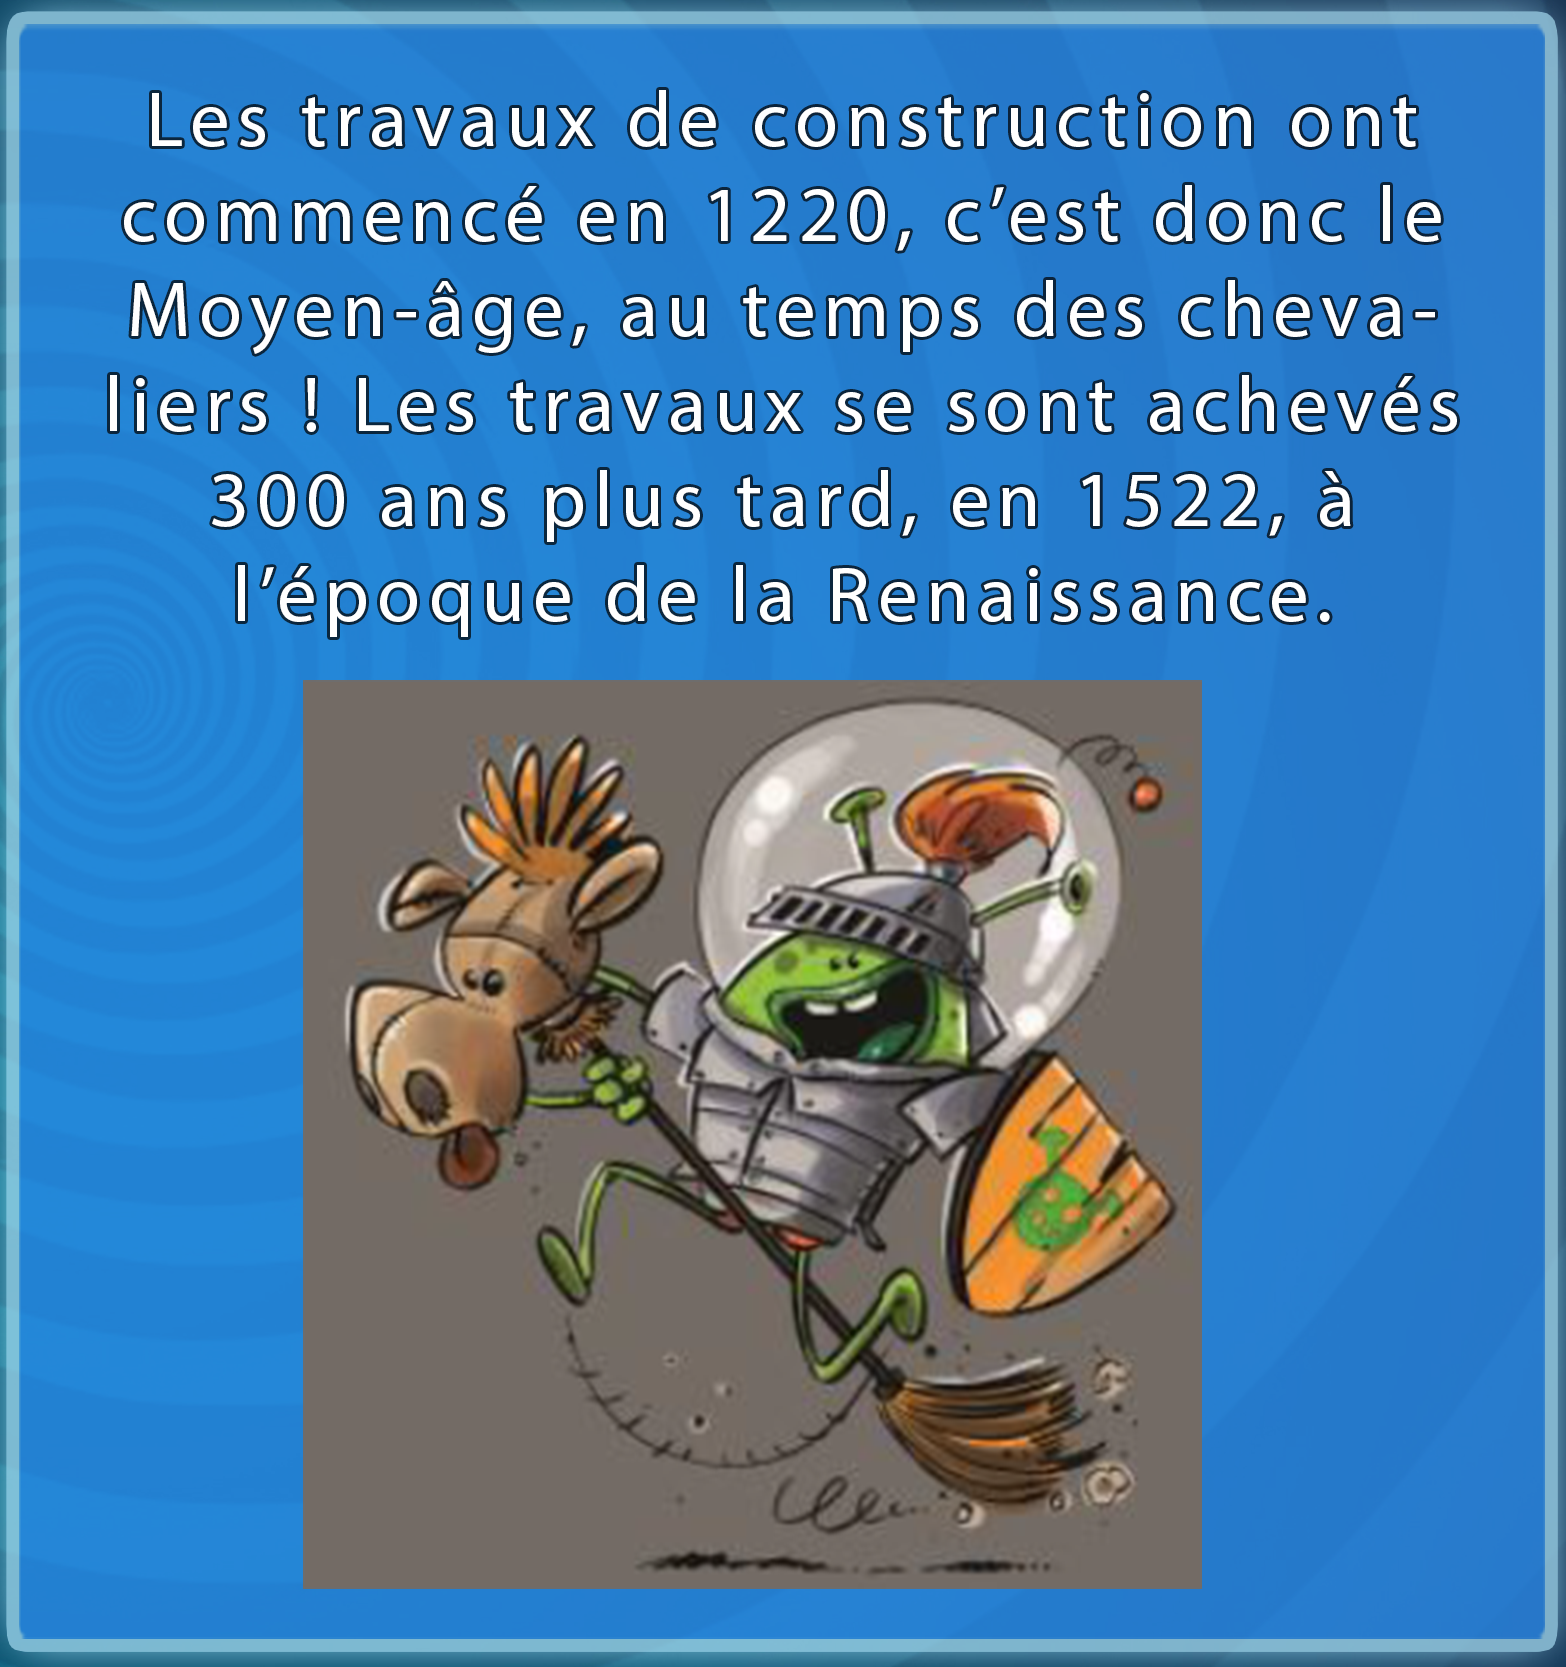 Les travaux de construction ont
commencé en 1220, c’est donc le
Moyen-âge, au temps des cheva-
liers ! Les travaux se sont achevés
300 ans plus tard, en 1522, à
l’époque de la Renaissance.